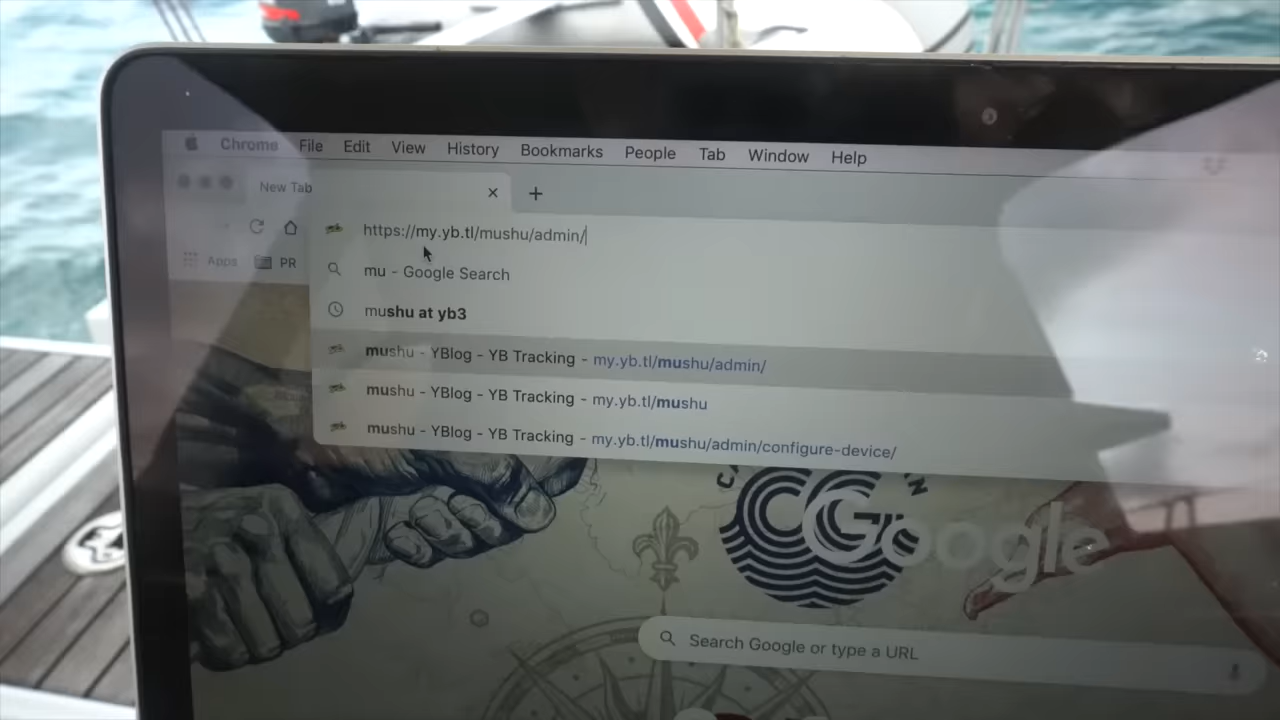 Chrome File Edit View History Bookmarks People Tab Window Help
New Tab
https://my.yb.tl/mushu/admin/
Apps PR
mu - Google Search
mushu at yb3
mushu - YBlog - YB Tracking - my.yb.tl/mushu/admin/
mushu - YBlog - YB Tracking - my.yb.tl/mushu
mushu - YBlog - YB Tracking - my.yb.tl/mushu/admin/configure-device/
Google
Search Google or type a URL